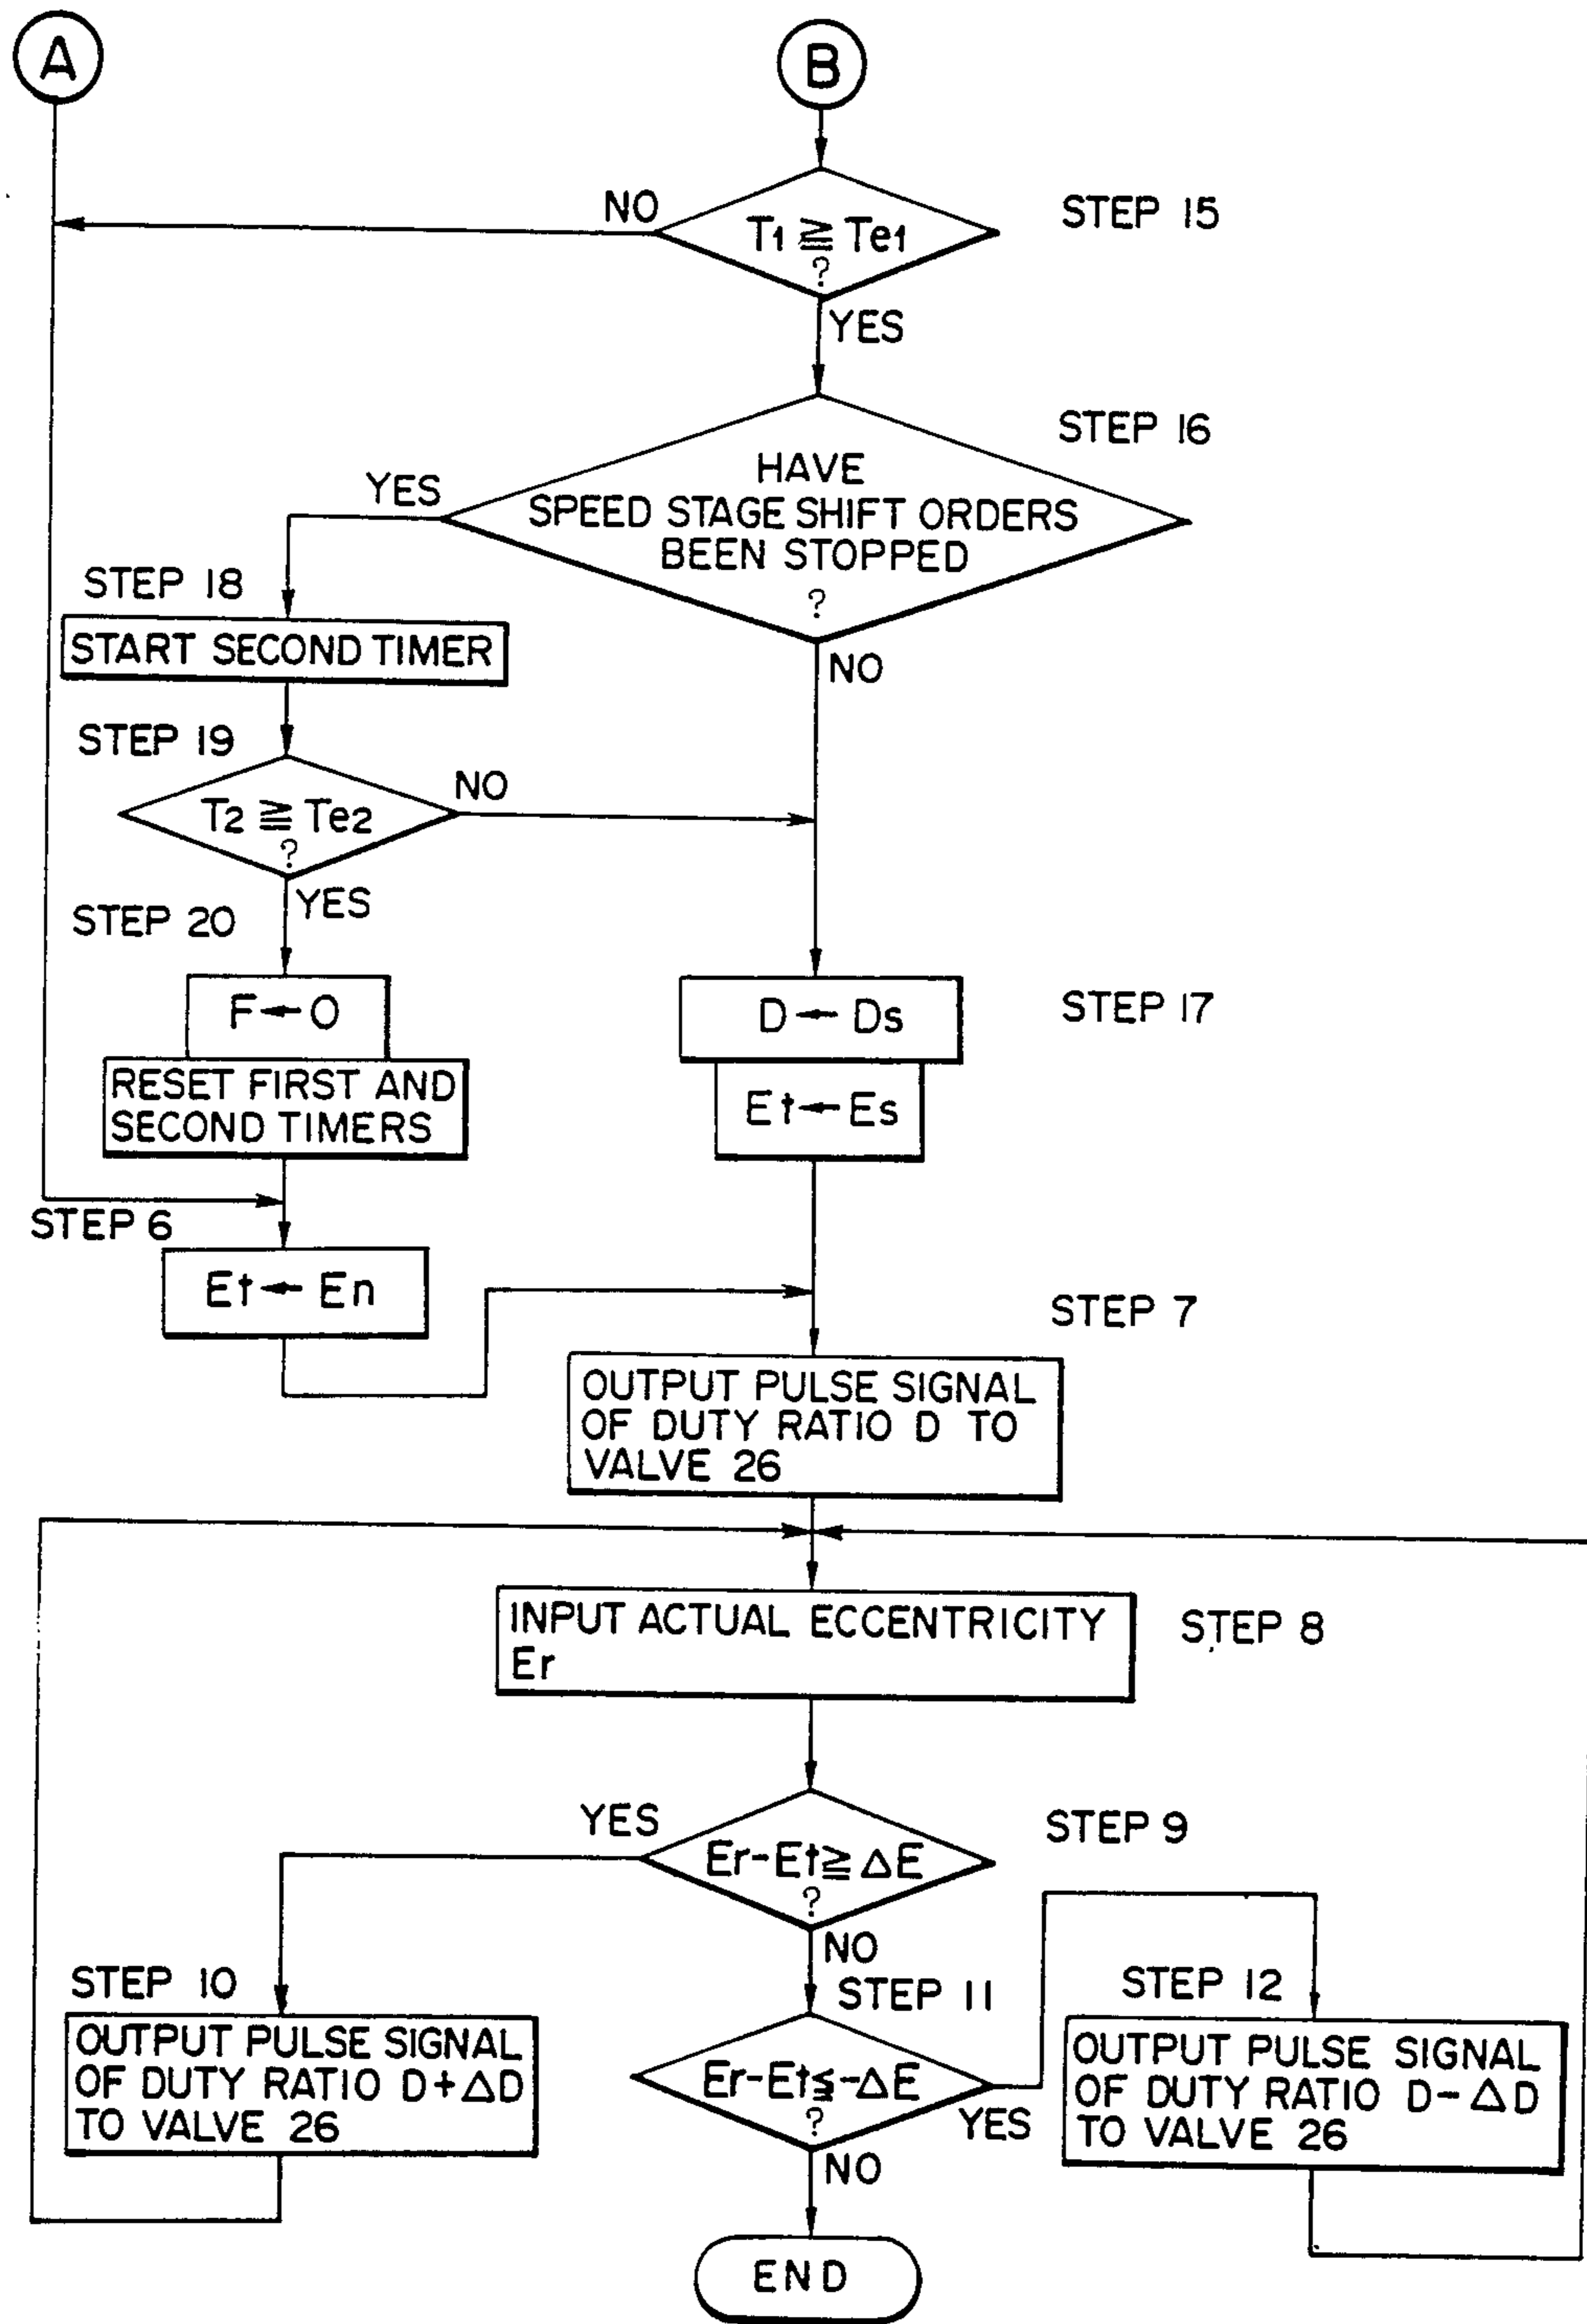 A
B
NO
T1 ≧ Te1
?
STEP 15
YES
STEP 16
HAVE
SPEED STAGE SHIFT ORDERS
BEEN STOPPED
?
YES
NO
STEP 18
START SECOND TIMER
STEP 19
T2 ≧ Te2
?
NO
YES
STEP 20
F←0
RESET FIRST AND
SECOND TIMERS
D ← Ds
Et←Es
STEP 17
STEP 6
Et ← En
STEP 7
OUTPUT PULSE SIGNAL
OF DUTY RATIO D TO
VALVE 26
INPUT ACTUAL ECCENTRICITY
Er
STEP 8
YES
Er-Et≧ΔE
?
STEP 9
NO
STEP 10
OUTPUT PULSE SIGNAL
OF DUTY RATIO D+ΔD
TO VALVE 26
STEP 11
Er-Et≦-ΔE
?
YES
NO
STEP 12
OUTPUT PULSE SIGNAL
OF DUTY RATIO D-ΔD
TO VALVE 26
END